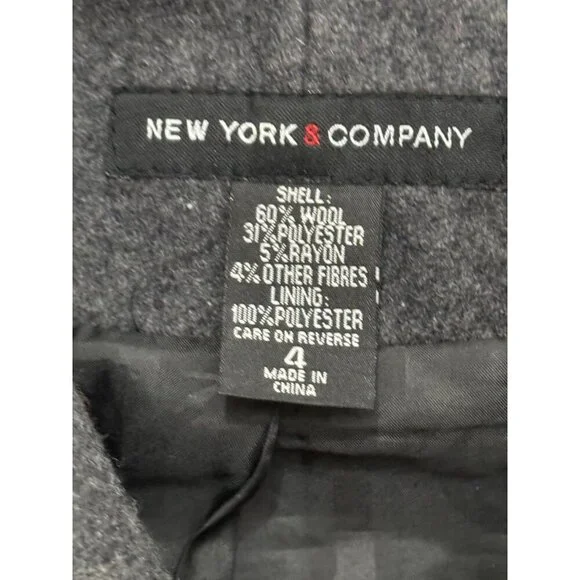 NEW YORK & COMPANY
SHELL:
60% WOOL
31%POLYESTER
5%RAYON
4%OTHER FIBRES
LINING:
100%POLYESTER
CARE ON REVERSE
4
MADE IN
CHINA